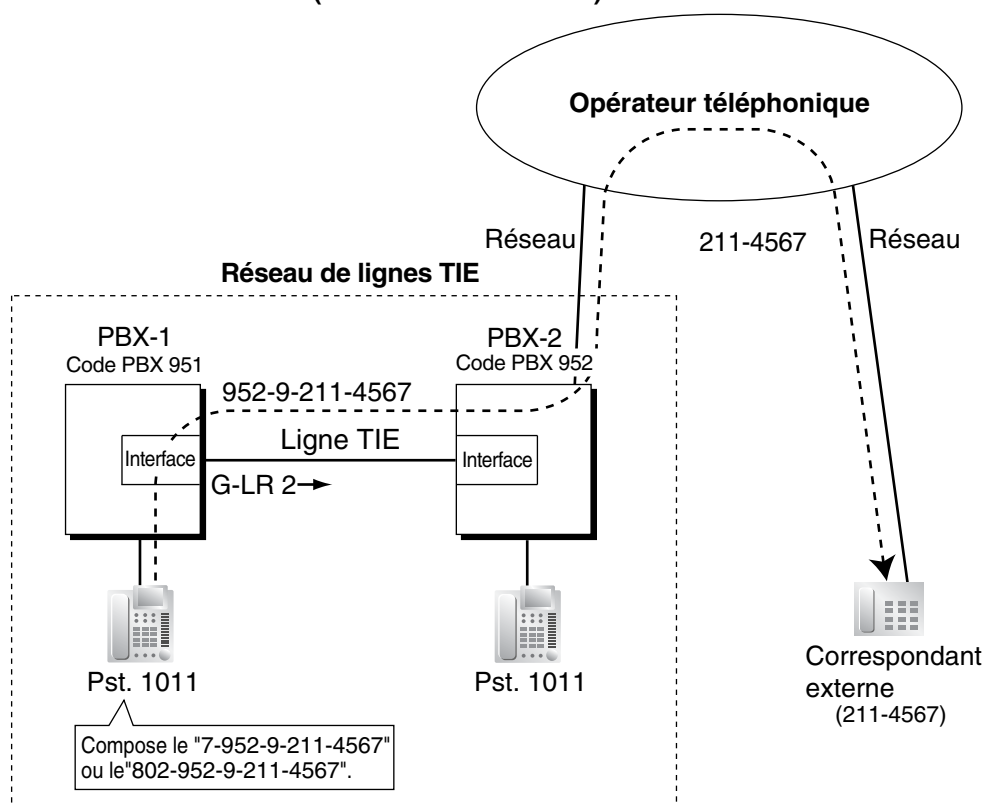 Opérateur téléphonique
Réseau
211-4567
Réseau
Réseau de lignes TIE
PBX-1
Code PBX 951
PBX-2
Code PBX 952
952-9-211-4567
Ligne TIE
Interface
Interface
G-LR 2
Pst. 1011
Pst. 1011
Correspondant
externe
(211-4567)
Compose le "7-952-9-211-4567"
ou le"802-952-9-211-4567".